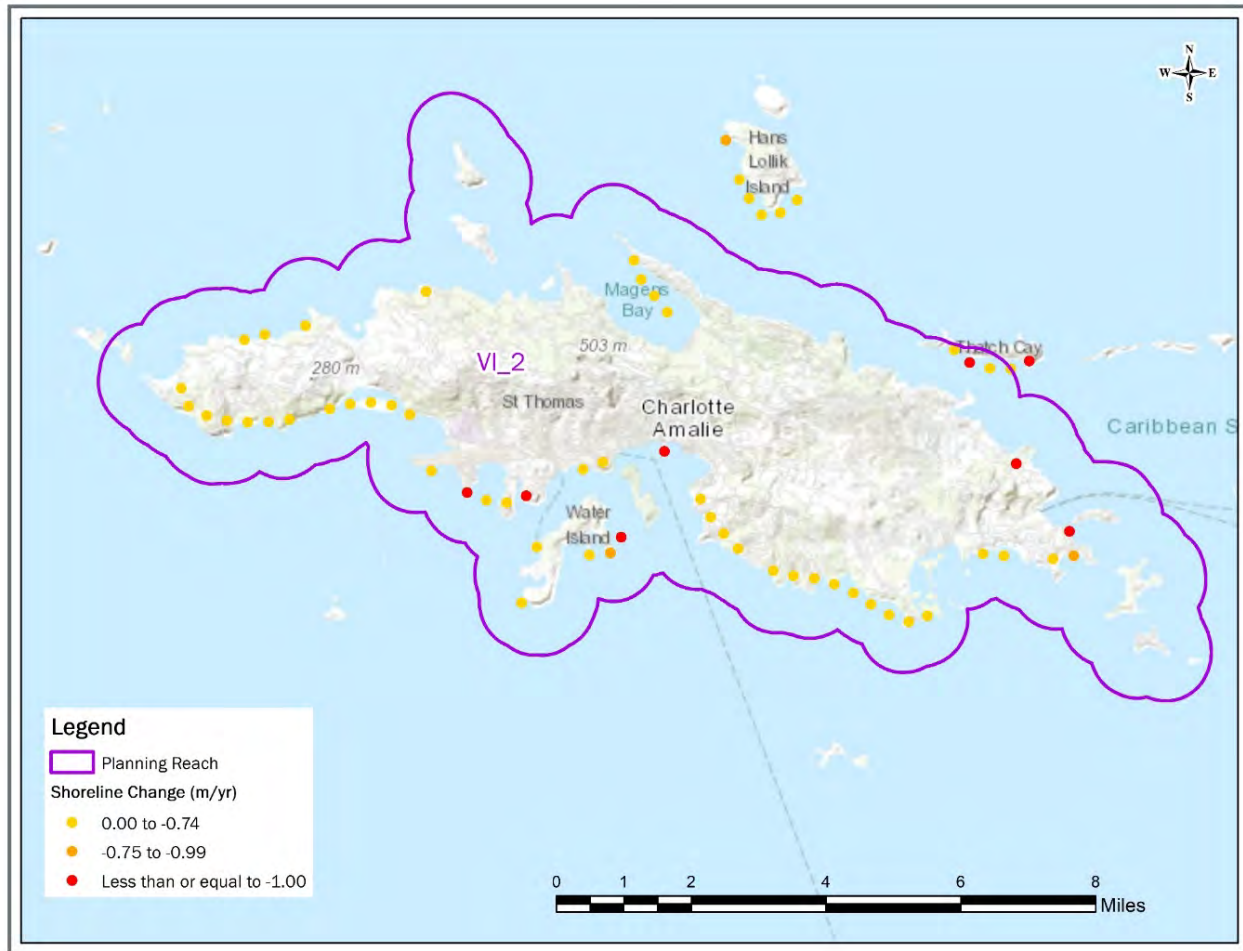 N
W E
S
Hans
Lollik
Island
Magens
Bay
503 m
Thatch Cay
VI_2
280 m
St Thomas
Charlotte
Amalie
Caribbean S
Water
Island
Legend
Planning Reach
Shoreline Change (m/yr)
0.00 to -0.74
-0.75 to -0.99
Less than or equal to -1.00
0 1 2 4 6 8
Miles